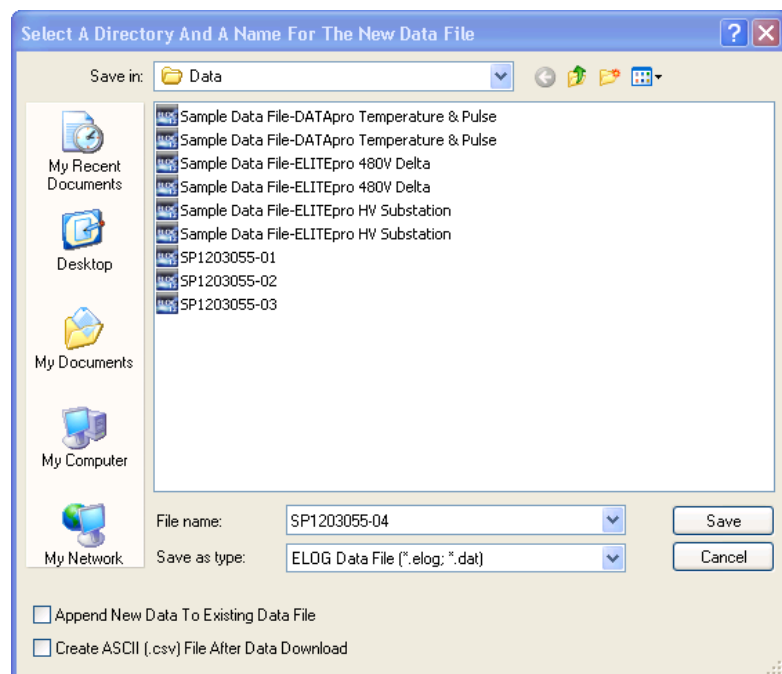 Select A Directory And A Name For The New Data File
Save in: Data
My Recent
Documents
Desktop
My Documents
My Computer
My Network
Sample Data File-DATApro Temperature & Pulse
Sample Data File-DATApro Temperature & Pulse
Sample Data File-ELITEpro 480V Delta
Sample Data File-ELITEpro 480V Delta
Sample Data File-ELITEpro HV Substation
Sample Data File-ELITEpro HV Substation
SP1203055-01
SP1203055-02
SP1203055-03
File name: SP1203055-04 Save
Save as type: ELOG Data File (*.elog; *.dat) Cancel
Append New Data To Existing Data File
Create ASCII (.csv) File After Data Download